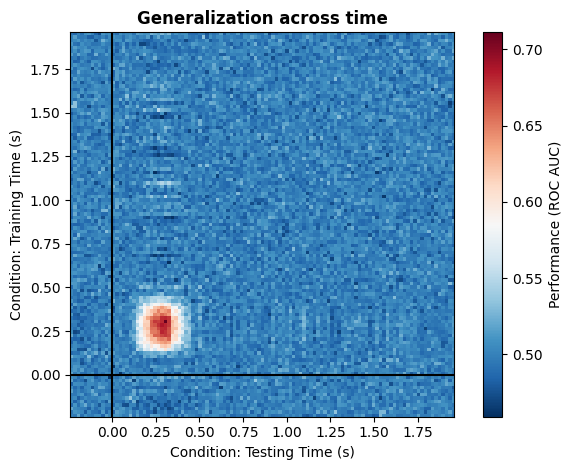 Generalization across time
Condition: Training Time (s)
1.75
1.50
1.25
1.00
0.75
0.50
0.25
0.00
0.00 0.25 0.50 0.75 1.00 1.25 1.50 1.75
Condition: Testing Time (s)
0.70
0.65
0.60
0.55
0.50
Performance (ROC AUC)